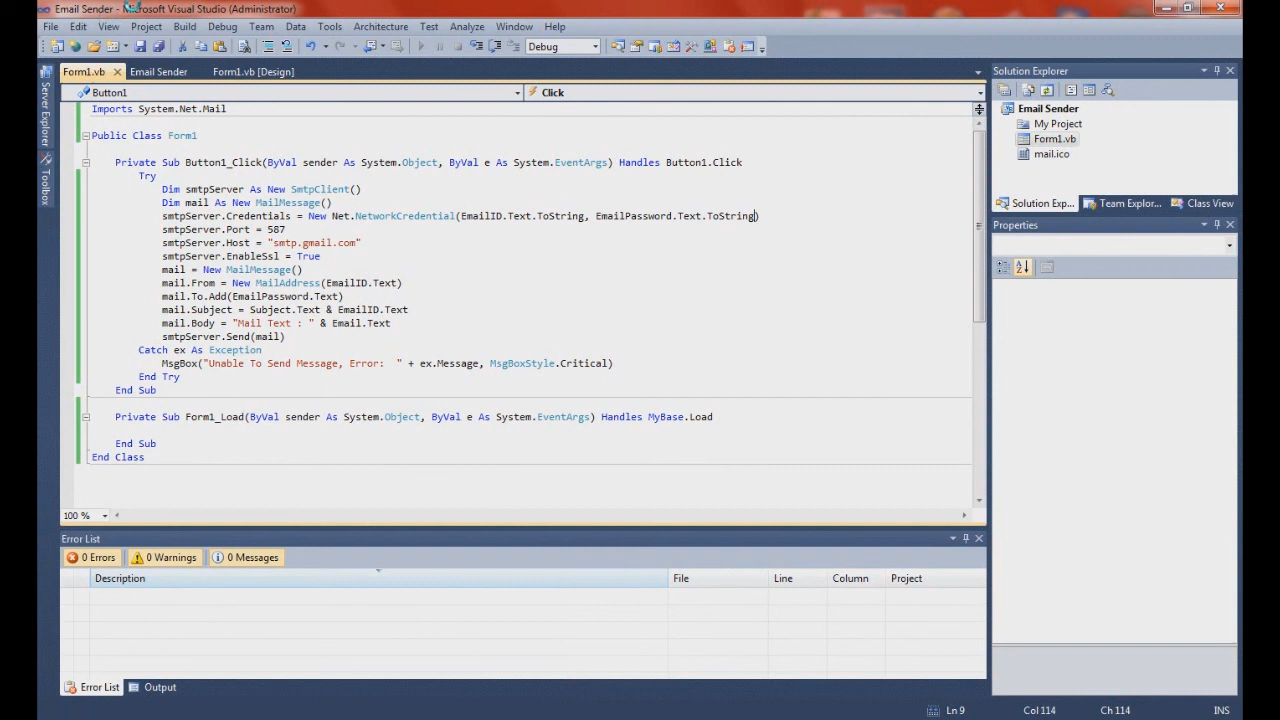 Email Sender - Microsoft Visual Studio (Administrator)
File Edit View Project Build Debug Team Data Tools Architecture Test Analyze Window Help
Debug
Form1.vb Email Sender Form1.vb [Design]
Button1 Click
Server Explorer
Toolbox
Imports System.Net.Mail
Public Class Form1
Private Sub Button1_Click(ByVal sender As System.Object, ByVal e As System.EventArgs) Handles Button1.Click
Try
Dim smtpServer As New SmtpClient()
Dim mail As New MailMessage()
smtpServer.Credentials = New Net.NetworkCredential(EmailID.Text.ToString, EmailPassword.Text.ToString)
smtpServer.Port = 587
smtpServer.Host = "smtp.gmail.com"
smtpServer.EnableSsl = True
mail = New MailMessage()
mail.From = New MailAddress(EmailID.Text)
mail.To.Add(EmailPassword.Text)
mail.Subject = Subject.Text & EmailID.Text
mail.Body = "Mail Text : " & Email.Text
smtpServer.Send(mail)
Catch ex As Exception
MsgBox("Unable To Send Message, Error:  " + ex.Message, MsgBoxStyle.Critical)
End Try
End Sub
Private Sub Form1_Load(ByVal sender As System.Object, ByVal e As System.EventArgs) Handles MyBase.Load
End Sub
End Class
100 %
Error List
0 Errors 0 Warnings 0 Messages
Description File Line Column Project
Error List Output
Solution Explorer
Email Sender
My Project
Form1.vb
mail.ico
Solution Exp... Team Explor... Class View
Properties
Ln 9 Col 114 Ch 114 INS